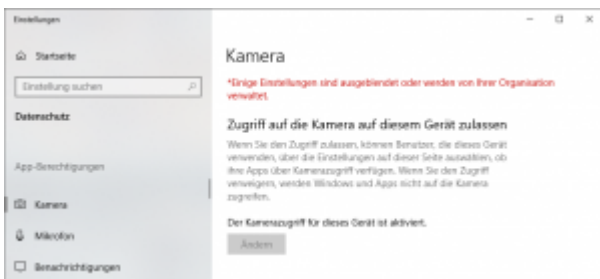 Einstellungen
Startseite
Einstellung suchen
Datenschutz
App-Berechtigungen
Kamera
Mikrofon
Benachrichtigungen
Kamera
*Einige Einstellungen sind ausgeblendet oder werden von Ihrer Organisation
verwaltet.
Zugriff auf die Kamera auf diesem Gerät zulassen
Wenn Sie den Zugriff zulassen, können Benutzer, die dieses Gerät
verwenden, über die Einstellungen auf dieser Seite auswählen, ob
ihre Apps über Kamerazugriff verfügen. Wenn Sie den Zugriff
verweigern, werden Windows und Apps nicht auf die Kamera
zugreifen.
Der Kamerazugriff für dieses Gerät ist aktiviert.
Ändern